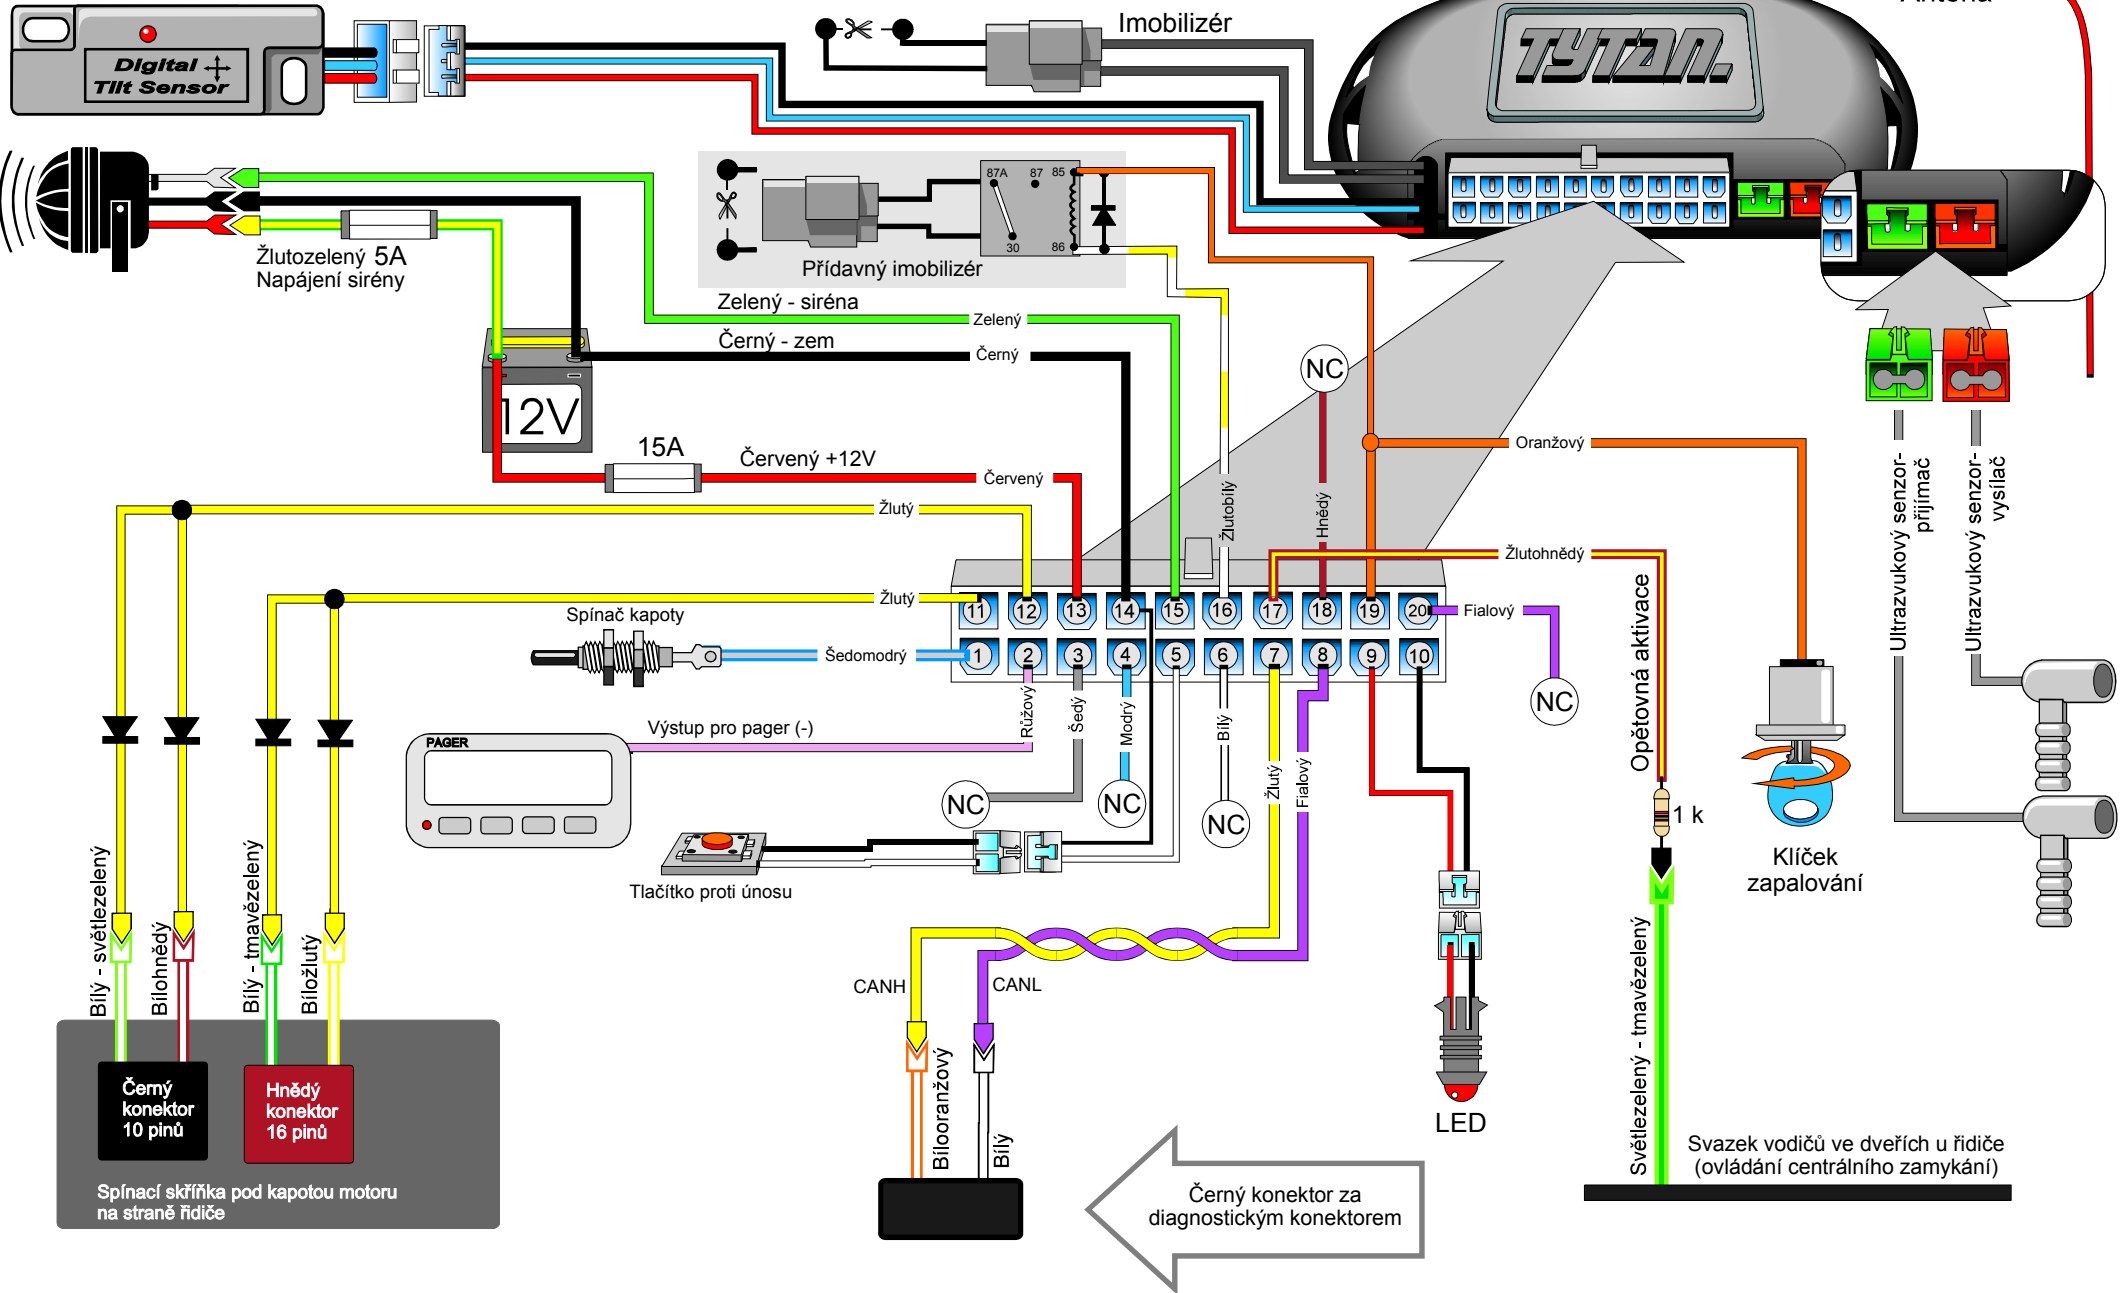 Digital
Tilt Sensor
Imobilizér
Anténa
TYTAN.
Žlutozelený 5A
Napájení sirény
87A
87
85
30
86
Přídavný imobilizér
Zelený - siréna
Zelený
Černý - zem
Černý
12V
15A
Červený +12V
Červený
NC
Oranžový
Žlutobílý
Hnědý
Ultrazvukový senzor-
přijímač
Ultrazvukový senzor-
vysílač
Žlutý
Žlutý
Žlutohnědý
Spínač kapoty
Šedomodrý
11
12
13
14
15
16
17
18
19
20
Fialový
1
2
3
4
5
6
7
8
9
10
NC
Opětovná aktivace
1 k
Růžový
Šedý
Modrý
Bílý
Žlutý
Fialový
Výstup pro pager (-)
PAGER
NC
NC
NC
Tlačítko proti únosu
Klíček
zapalování
Bílý - světlezelený
Bílohnědý
Bílý - tmavězelený
Bíložlutý
CANH
CANL
Bílooranžový
Bílý
LED
Světlezelený - tmavězelený
Černý
konektor
10 pinů
Hnědý
konektor
16 pinů
Spínací skříňka pod kapotou motoru
na straně řidiče
Černý konektor za
diagnostickým konektorem
Svazek vodičů ve dveřích u řidiče
(ovládání centrálního zamykání)